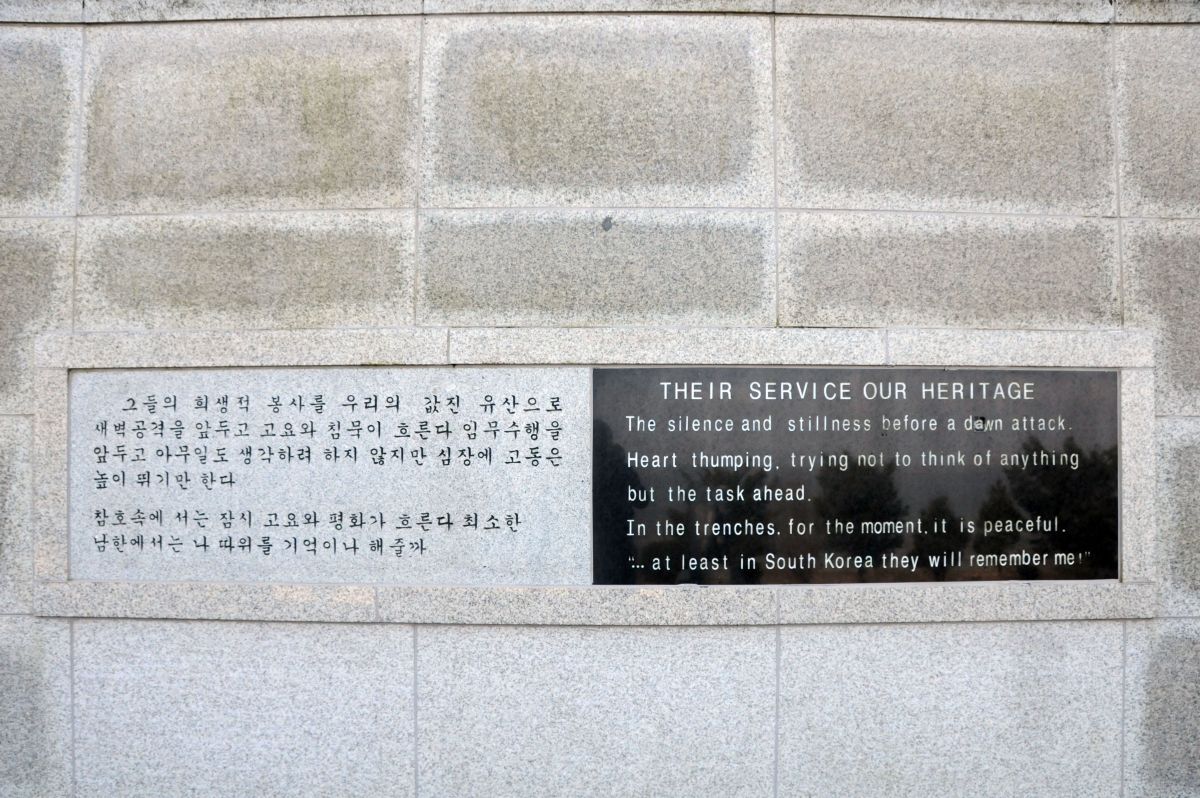 그들의 희생적 봉사를 우리의 값진 유산으로
새벽공격을 앞두고 고요와 침묵이 흐른다 임무수행을
앞두고 아무일도 생각하려 하지 않지만 심장에 고동은
높이 뛰기만 한다
참호속에 서는 잠시 고요와 평화가 흐른다 최소한
남한에서는 나 따위를 기억이나 해 줄까
THEIR SERVICE OUR HERITAGE
The silence and stillness before a dawn attack.
Heart thumping, trying not to think of anything
but the task ahead.
In the trenches, for the moment, it is peaceful.
"... at least in South Korea they will remember me!"